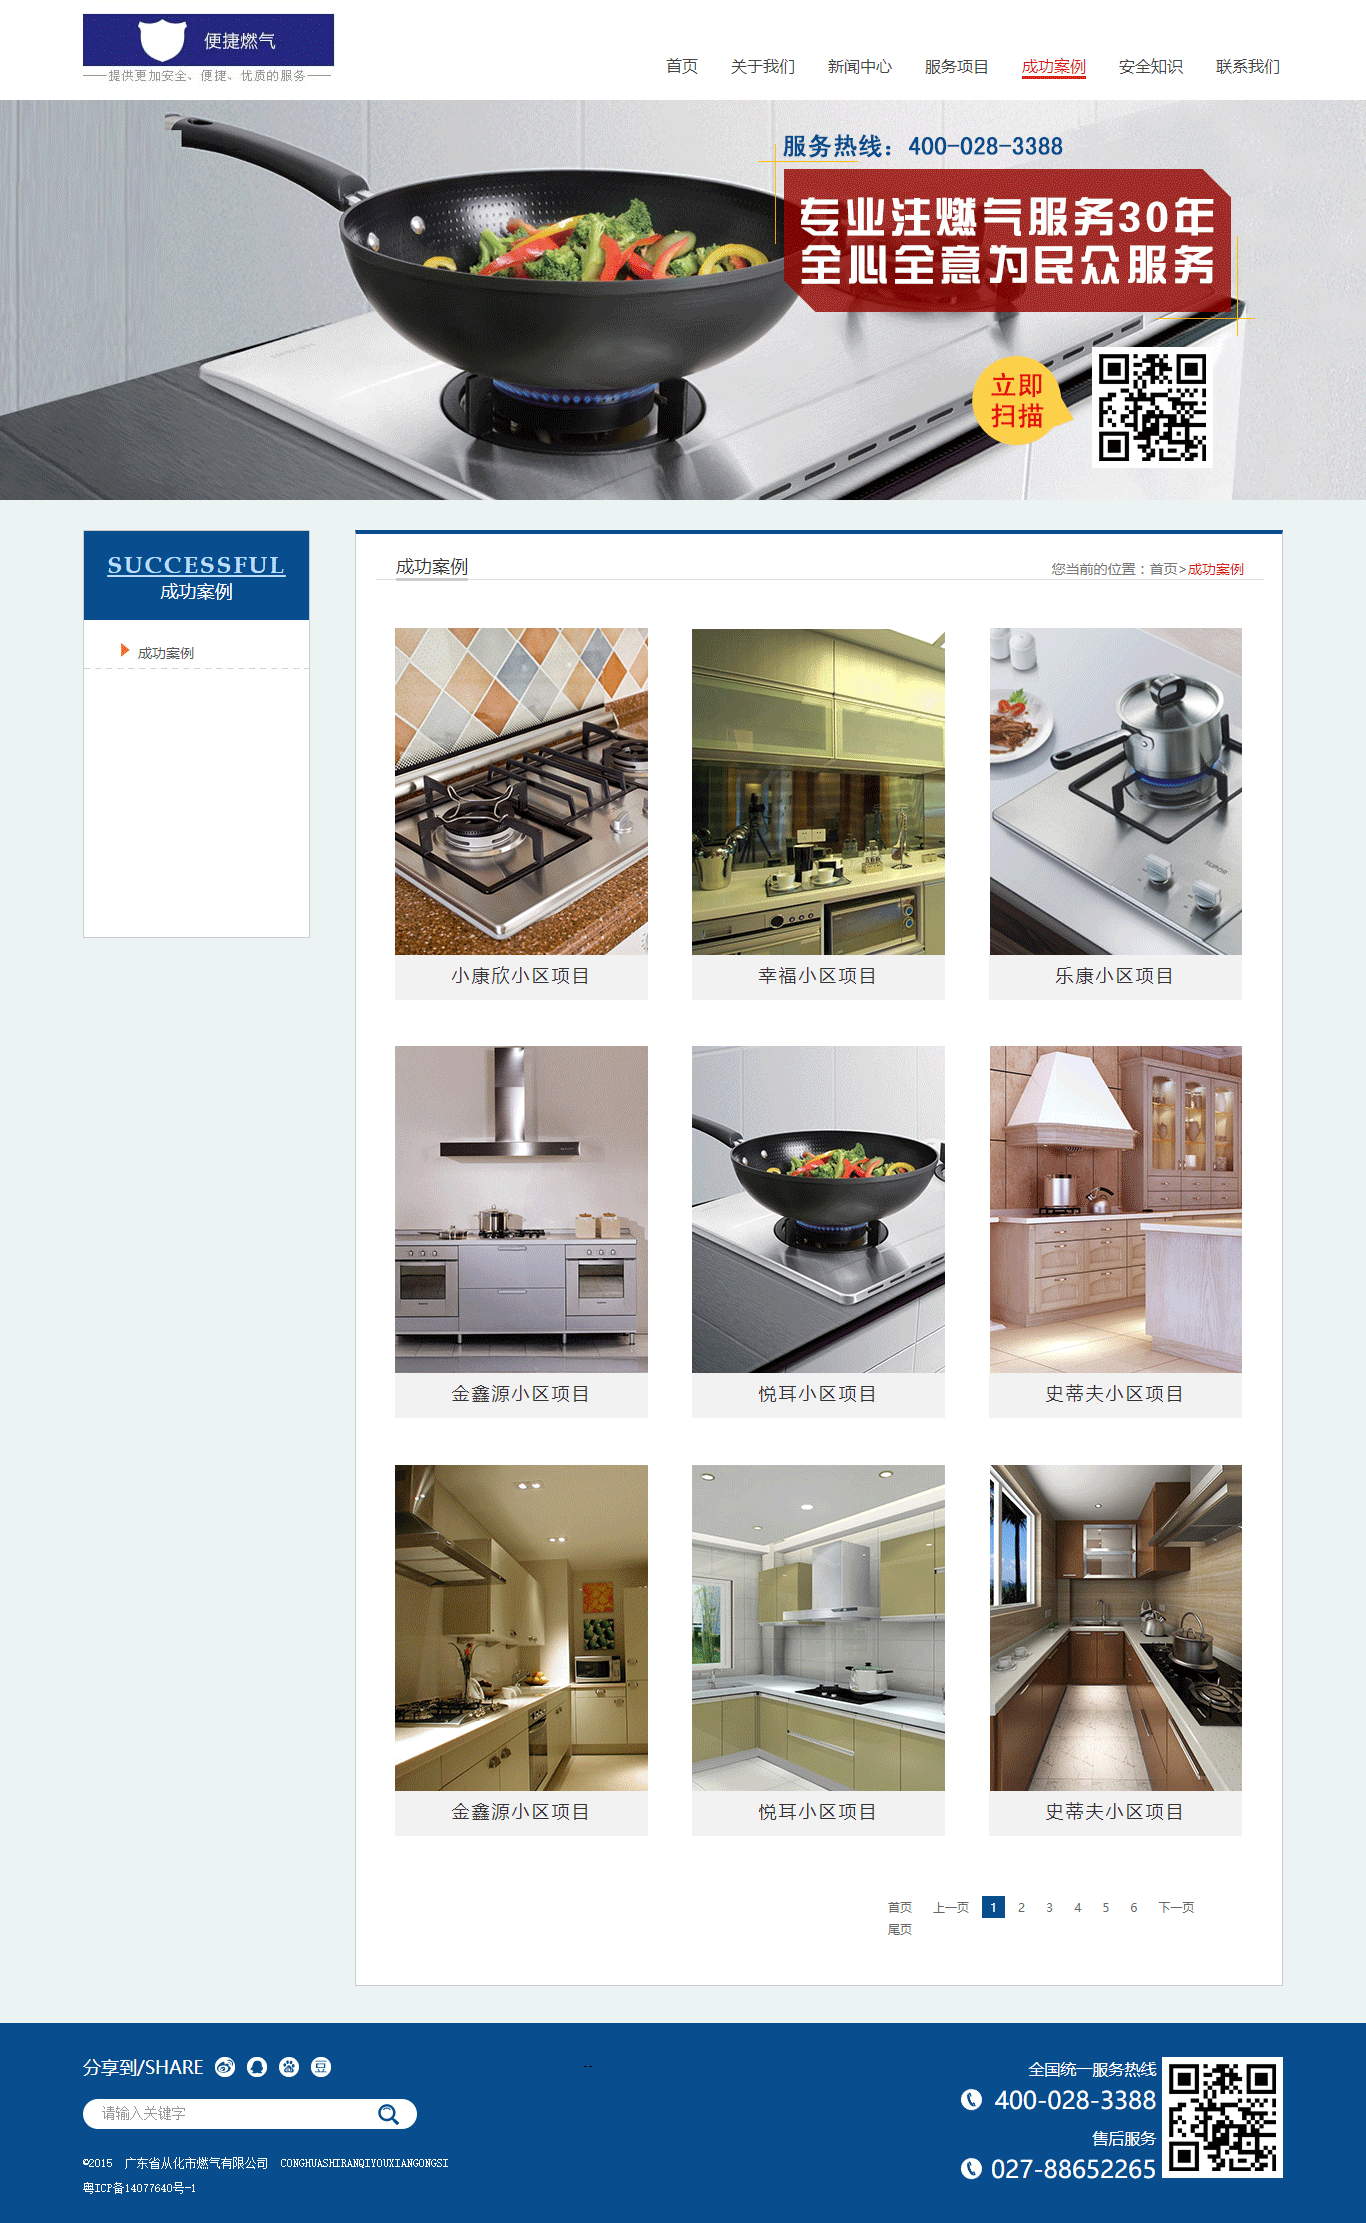 便捷燃气
提供更加安全、便捷、优质的服务
首页 关于我们 新闻中心 服务项目 成功案例 安全知识 联系我们
服务热线：400-028-3388
专业注燃气服务30年
全心全意为民众服务
立即
扫描
SUCCESSFUL
成功案例
成功案例
成功案例
您当前的位置：首页>成功案例
小康欣小区项目 幸福小区项目 乐康小区项目
金鑫源小区项目 悦耳小区项目 史蒂夫小区项目
金鑫源小区项目 悦耳小区项目 史蒂夫小区项目
首页 上一页 1 2 3 4 5 6 下一页
尾页
分享到/SHARE 豆
--
请输入关键字
©2015 广东省从化市燃气有限公司 CONGHUASHIRANQIYOUXIANGONGSI
粤ICP备14077640号-1
全国统一服务热线
400-028-3388
售后服务
027-88652265